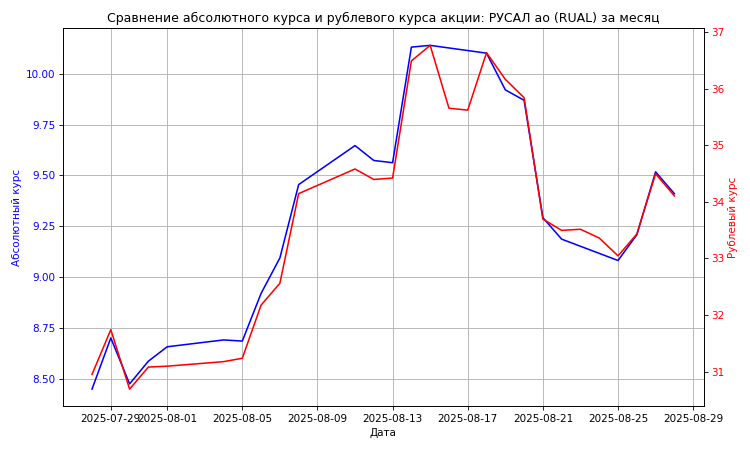 Сравнение абсолютного курса и рублевого курса акции: РУСАЛ ао (RUAL) за месяц
Абсолютный курс
10.00
9.75
9.50
9.25
9.00
8.75
8.50
37
36
35
34
33
32
31
Рублевый курс
2025-07-29 2025-08-01 2025-08-05 2025-08-09 2025-08-13 2025-08-17 2025-08-21 2025-08-25 2025-08-29
Дата